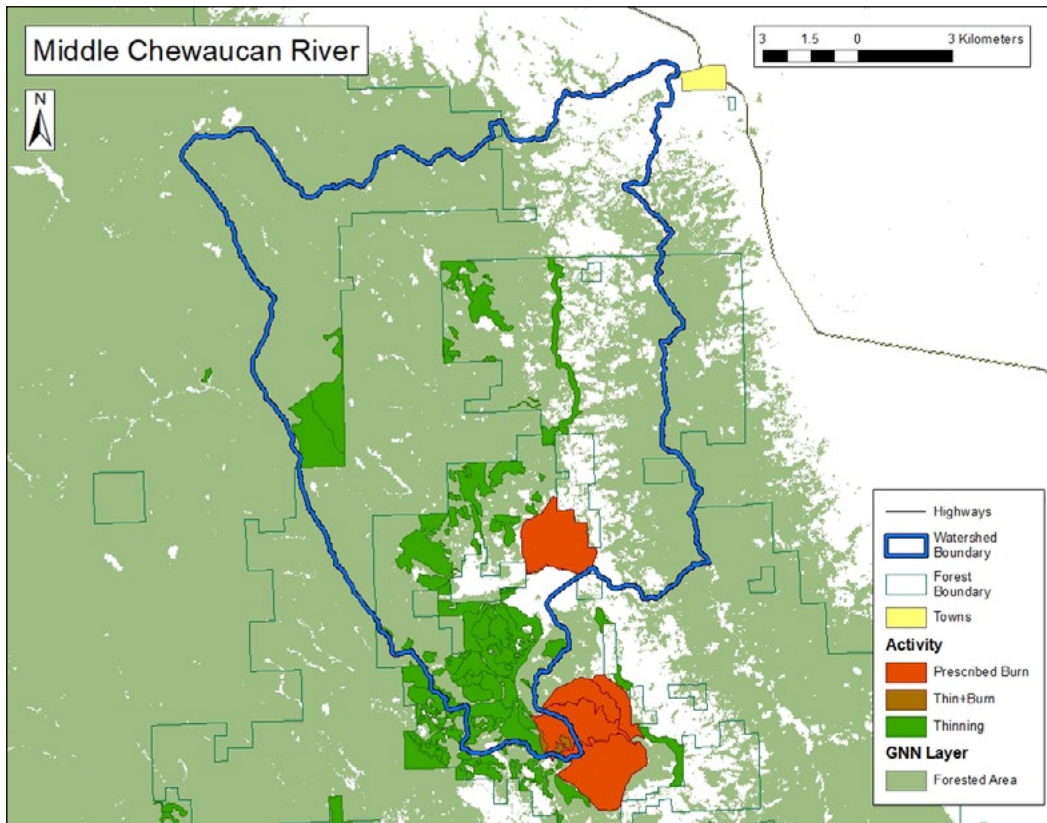 Middle Chewaucan River
3 1.5 0 3 Kilometers
N
Highways
Watershed
Boundary
Forest
Boundary
Towns
Activity
Prescribed Burn
Thin+Burn
Thinning
GNN Layer
Forested Area